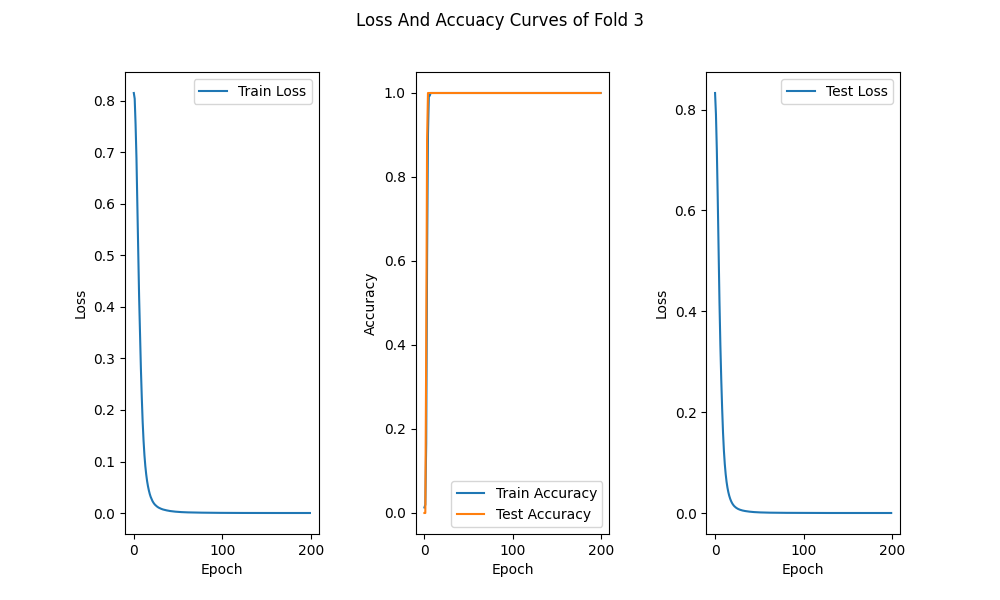 Loss And Accuacy Curves of Fold 3
Train Loss
0.8
0.7
0.6
0.5
0.4
0.3
0.2
0.1
0.0
Loss
0 100 200
Epoch
1.0
0.8
0.6
0.4
0.2
0.0
Accuracy
Train Accuracy
Test Accuracy
0 100 200
Epoch
Test Loss
0.8
0.6
0.4
0.2
0.0
Loss
0 100 200
Epoch